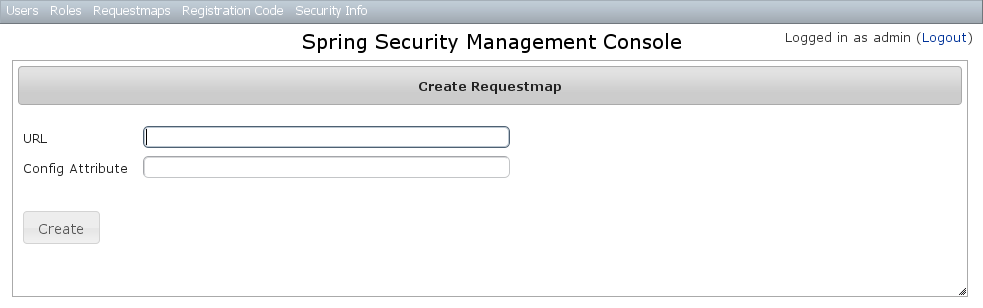 Users Roles Requestmaps Registration Code Security Info
Spring Security Management Console
Logged in as admin (Logout)
Create Requestmap
URL
Config Attribute
Create